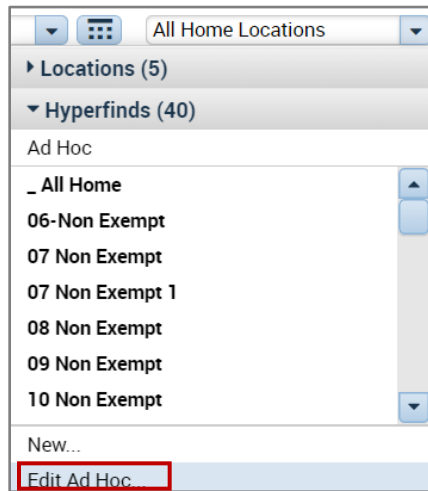 All Home Locations
Locations (5)
Hyperfinds (40)
Ad Hoc
_ All Home
06-Non Exempt
07 Non Exempt
07 Non Exempt 1
08 Non Exempt
09 Non Exempt
10 Non Exempt
New...
Edit Ad Hoc...